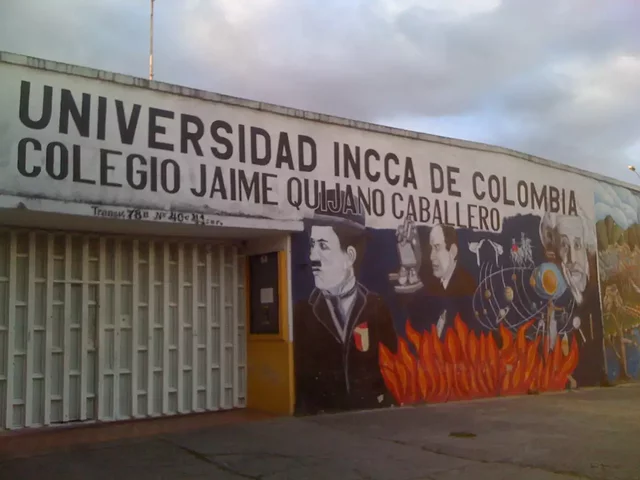 UNIVERSIDAD INCCA DE COLOMBIA
COLEGIO JAIME QUIJANO CABALLERO